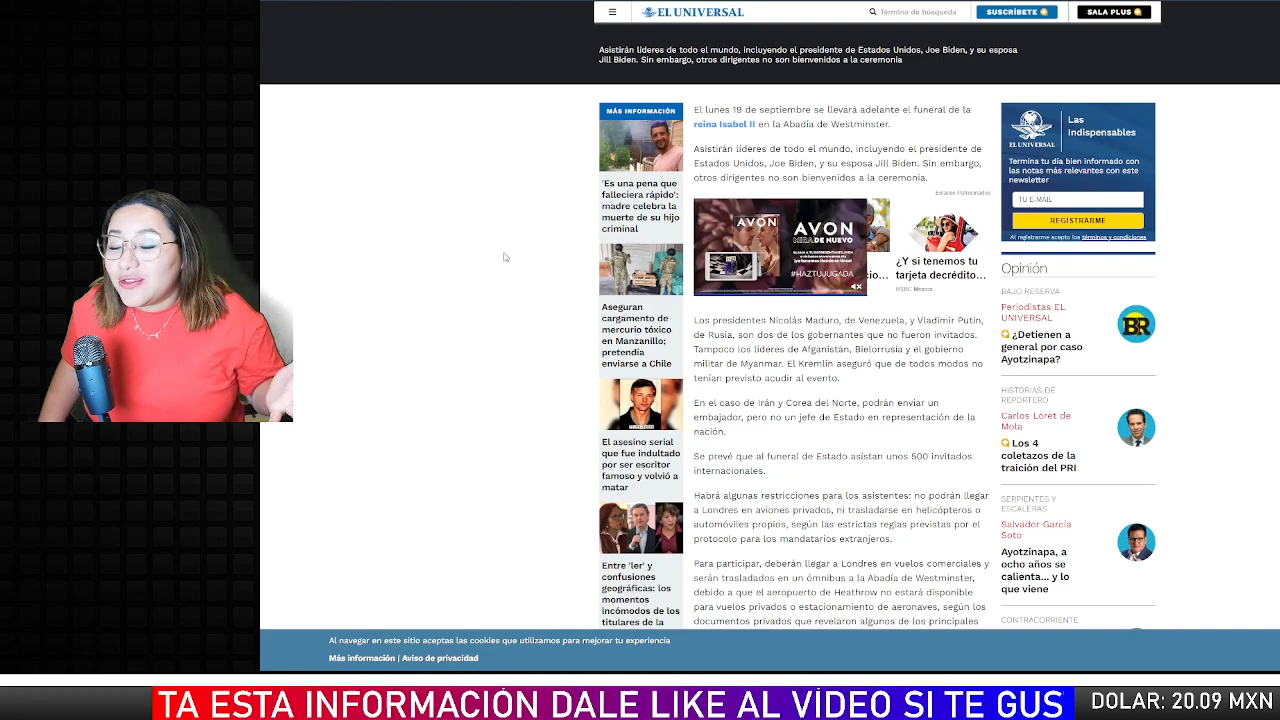 EL UNIVERSAL
Término de búsqueda
SUSCRÍBETE
SALA PLUS
Asistirán líderes de todo el mundo, incluyendo el presidente de Estados Unidos, Joe Biden, y su esposa
Jill Biden. Sin embargo, otros dirigentes no son bienvenidos a la ceremonia
MÁS INFORMACIÓN
'Es una pena que
falleciera rápido':
madre celebra la
muerte de su hijo
criminal
Aseguran
cargamento de
mercurio tóxico
en Manzanillo;
pretendía
enviarse a Chile
El asesino serial
que fue indultado
por ser escritor
famoso y volvió a
matar
Entre 'ler' y
confusiones
geográficas: los
momentos
incómodos de los
titulares de la
El lunes 19 de septiembre se llevará adelante el funeral de la
reina Isabel II en la Abadía de Westminster.
Asistirán líderes de todo el mundo, incluyendo el presidente de
Estados Unidos, Joe Biden, y su esposa Jill Biden. Sin embargo,
otros dirigentes no son bienvenidos a la ceremonia.
Enlaces Patrocinados
AVON
AVON
MIRA DE NUEVO
#HAZTUJUGADA
cio...
¿Y si tenemos tu
tarjeta decrédito...
HSBC México
Los presidentes Nicolás Maduro, de Venezuela, y Vladimir Putin,
de Rusia, son dos de los gobernantes que no fueron invitados.
Tampoco los líderes de Afganistán, Bielorrusia y el gobierno
militar de Myanmar. El Kremlin aseguró que de todos modos no
tenían previsto acudir al evento.
En el caso de Irán y Corea del Norte, podrán enviar un
embajador, pero no un jefe de Estado en representación de la
nación.
Se prevé que al funeral de Estado asistan unos 500 invitados
internacionales.
Habrá algunas restricciones para los asistentes: no podrán llegar
a Londres en aviones privados, ni trasladarse en helicópteros o
automóviles propios, según las estrictas reglas previstas por el
protocolo para los mandatarios extranjeros.
Para participar, deberán llegar a Londres en vuelos comerciales y
serán trasladados en un ómnibus a la Abadía de Westminster,
debido a que el aeropuerto de Heathrow no estará disponible
para vuelos privados o estacionamiento de aeronaves, según los
documentos privados que revelaron algunos de los principales
EL UNIVERSAL
Las
Indispensables
Termina tu día bien informado con
las notas más relevantes con este
newsletter
TU E-MAIL
REGISTRARME
Al registrarme acepto los términos y condiciones
Opinión
BAJO RESERVA
Periodistas EL
UNIVERSAL
¿Detienen a
general por caso
Ayotzinapa?
BR
HISTORIAS DE
REPORTERO
Carlos Loret de
Mola
Los 4
coletazos de la
traición del PRI
SERPIENTES Y
ESCALERAS
Salvador García
Soto
Ayotzinapa, a
ocho años se
calienta... y lo
que viene
CONTRACORRIENTE
Al navegar en este sitio aceptas las cookies que utilizamos para mejorar tu experiencia
Más información | Aviso de privacidad
TA ESTA INFORMACIÓN DALE LIKE AL VÍDEO SI TE GUS
DOLAR: 20.09 MXN